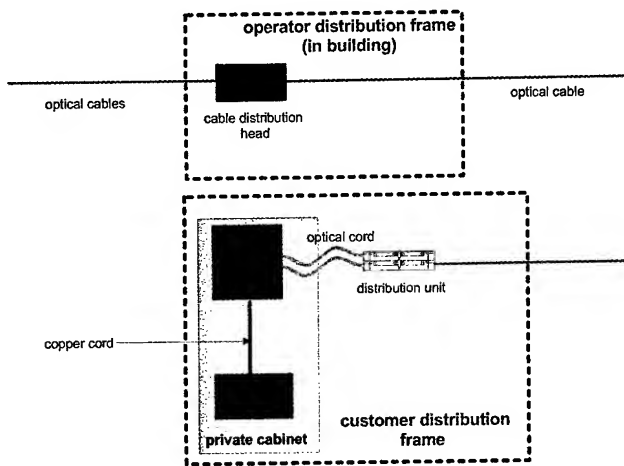 operator distribution frame
(in building)
optical cables
optical cable
cable distribution
head
optical cord
distribution unit
copper cord
customer distribution
frame
private cabinet